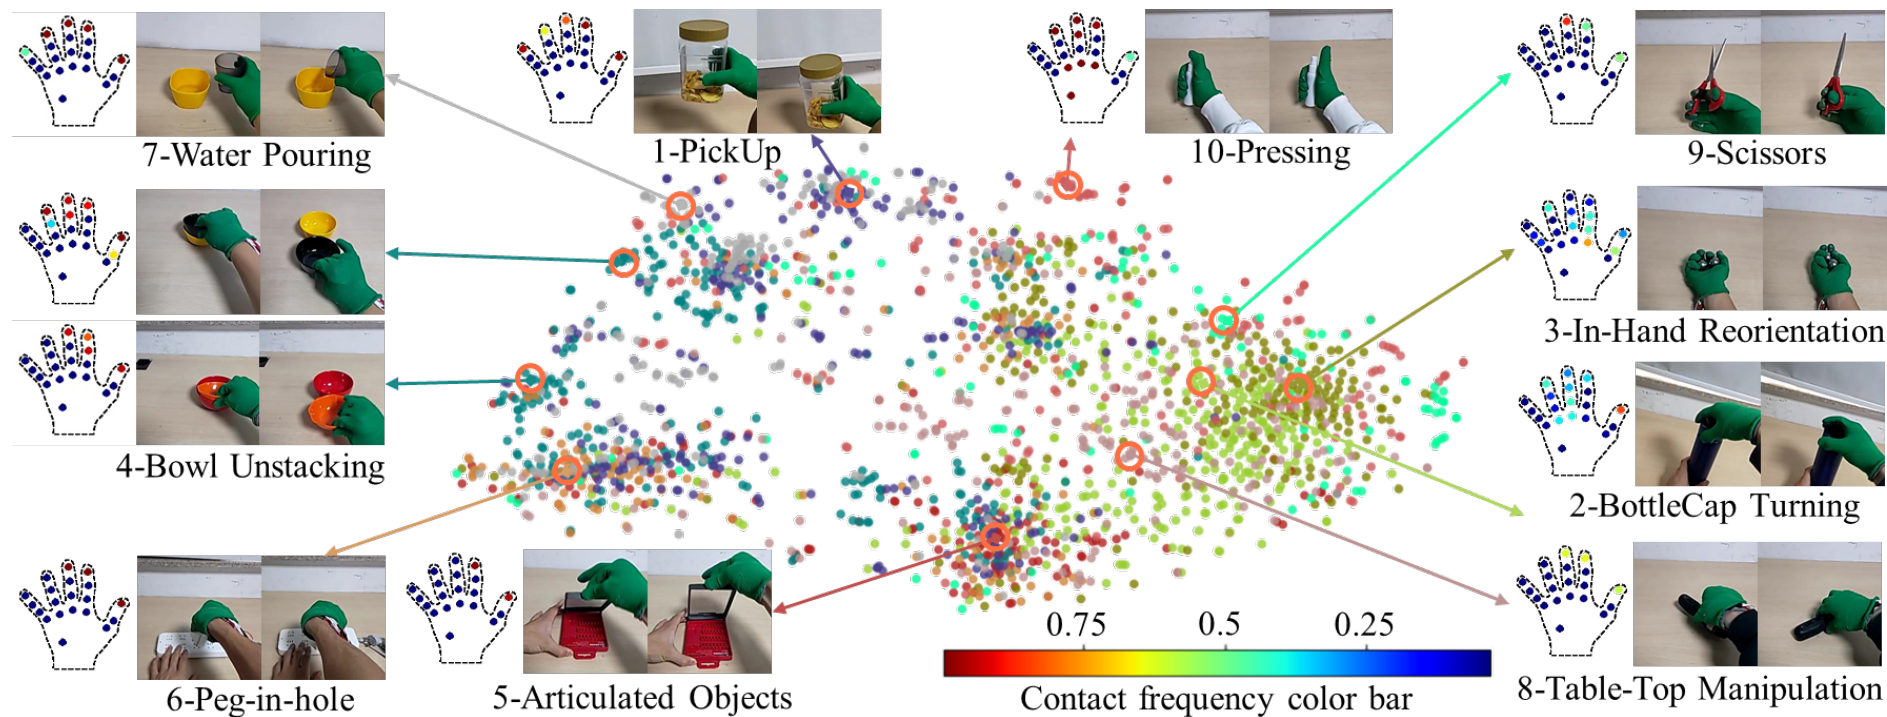 7-Water Pouring
1-PickUp
10-Pressing
9-Scissors
3-In-Hand Reorientation
4-Bowl Unstacking
2-BottleCap Turning
6-Peg-in-hole
5-Articulated Objects
0.75 0.5 0.25
Contact frequency color bar
8-Table-Top Manipulation